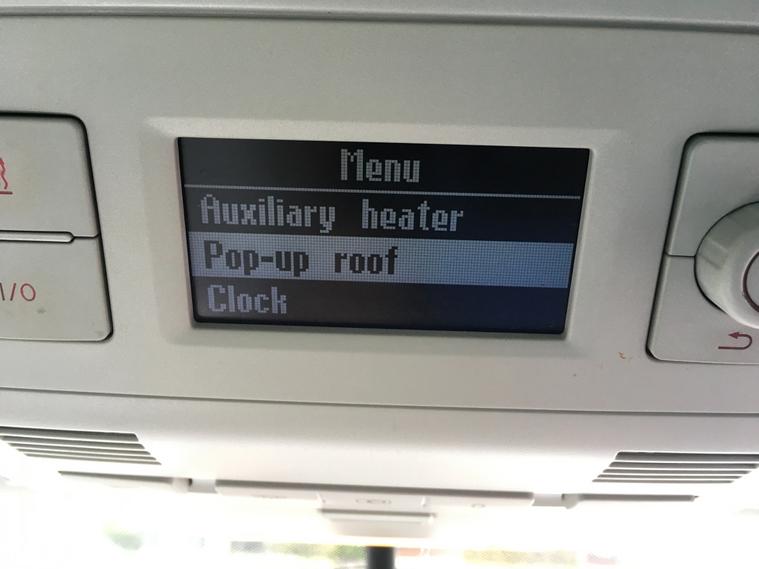 Menu
Auxiliary heater
Pop-up roof
Clock
I/O